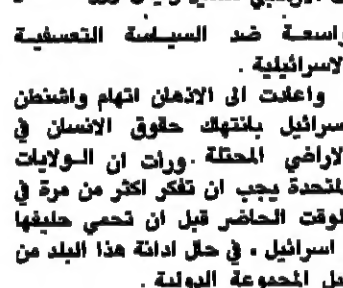 واسعة ضد السياسة التعسفية
الاسرائيلية .
واعادت الى الاذهان اتهام واشنطن
اسرائيل بانتهاك حقوق الانسان في
الاراضي المحتلة . ورأت ان الولايات
المتحدة يجب ان تفكر اكثر من مرة في
الوقت الحاضر قبل ان تحمي حليفها
اسرائيل ، في حال ادانة هذا البلد من
قبل المجموعة الدولية .